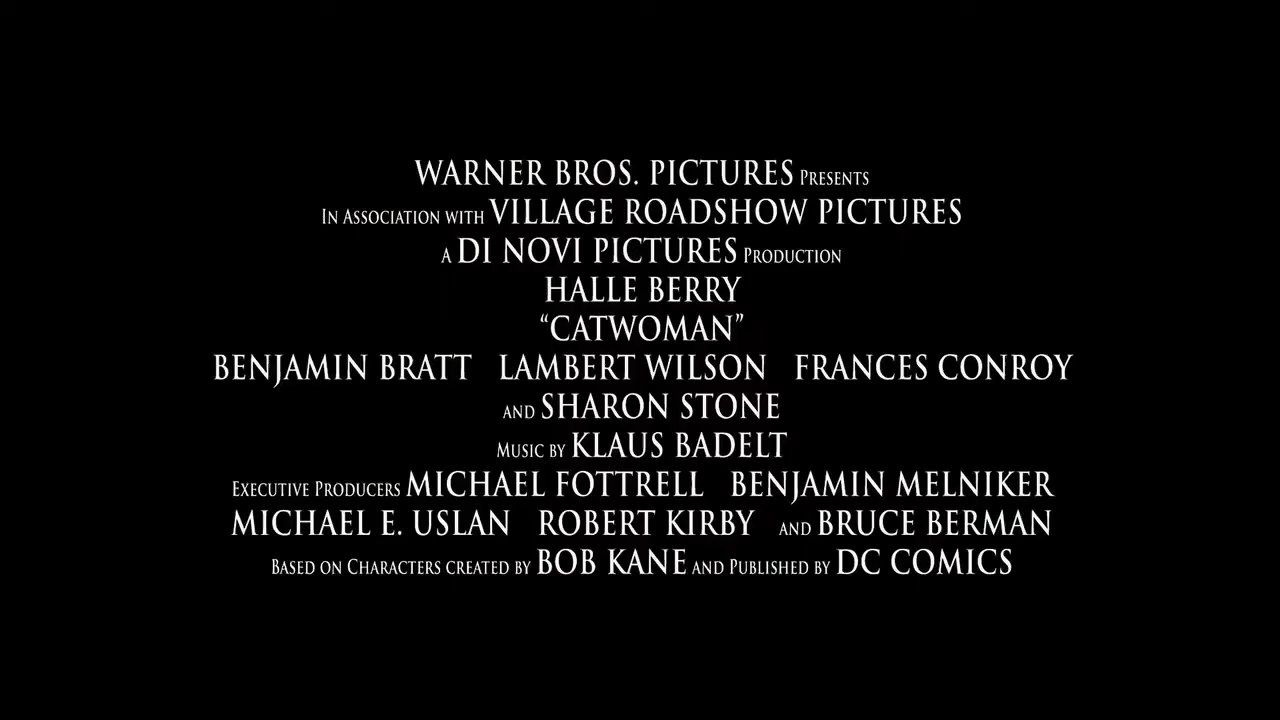 WARNER BROS. PICTURES PRESENTS
IN ASSOCIATION WITH VILLAGE ROADSHOW PICTURES
A DI NOVI PICTURES PRODUCTION
HALLE BERRY
“CATWOMAN”
BENJAMIN BRATT LAMBERT WILSON FRANCES CONROY
AND SHARON STONE
MUSIC BY KLAUS BADELT
EXECUTIVE PRODUCERS MICHAEL FOTTRELL BENJAMIN MELNIKER
MICHAEL E. USLAN ROBERT KIRBY AND BRUCE BERMAN
BASED ON CHARACTERS CREATED BY BOB KANE AND PUBLISHED BY DC COMICS